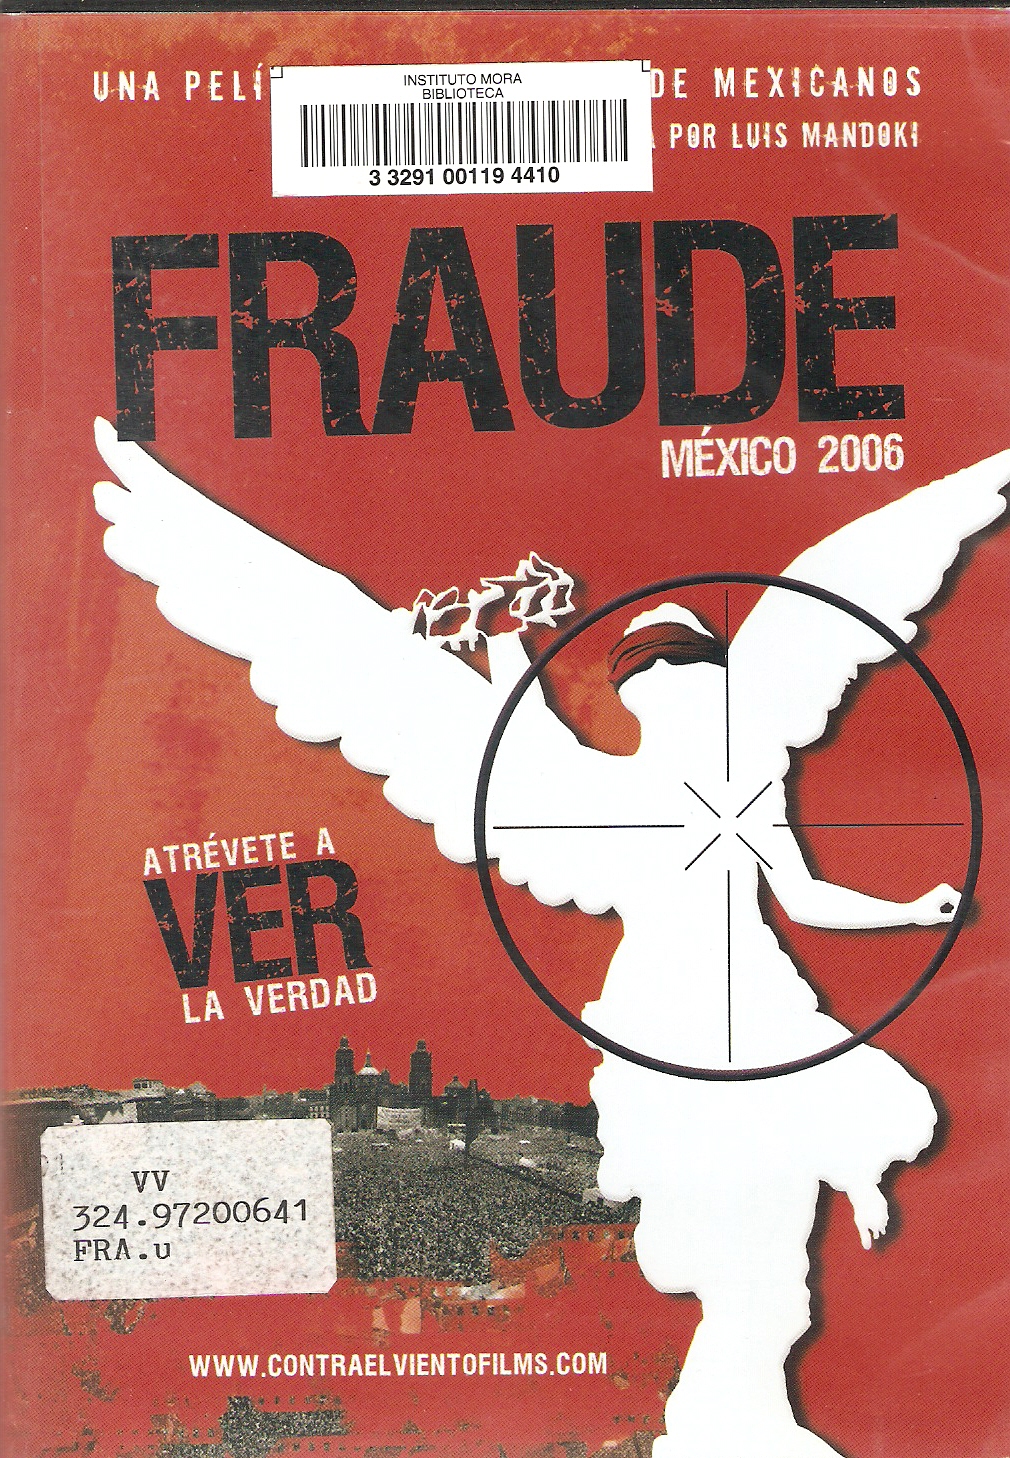 UNA PELÍ DE MEXICANOS
POR LUIS MANDOKI
INSTITUTO MORA
BIBLIOTECA
3 3291 00119 4410
FRAUDE
MÉXICO 2006
ATRÉVETE A
VER
LA VERDAD
VV
324.97200641
FRA.u
WWW.CONTRAELVIENTOFILMS.COM